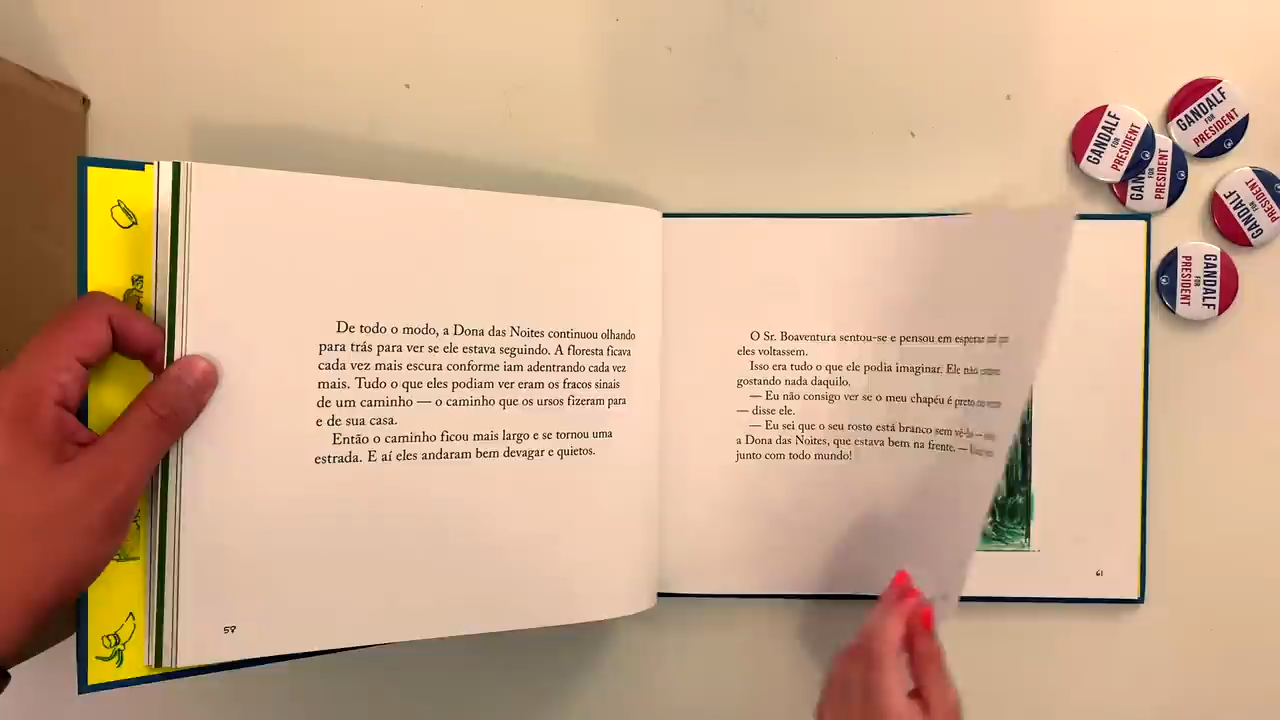 De todo o modo, a Dona das Noites continuou olhando
para trás para ver se ele estava seguindo. A floresta ficava
cada vez mais escura conforme iam adentrando cada vez
mais. Tudo o que eles podiam ver eram os fracos sinais
de um caminho — o caminho que os ursos fizeram para
e de sua casa.
Então o caminho ficou mais largo e se tornou uma
estrada. E aí eles andaram bem devagar e quietos.
O Sr. Boaventura sentou-se e pensou em esperar
eles voltassem.
Isso era tudo o que ele podia imaginar. Ele não
gostando nada daquilo.
— Eu não consigo ver se o meu chapéu é preto
— disse ele.
— Eu sei que o seu rosto está branco sem vê-lo —
a Dona das Noites, que estava bem na frente. —
junto com todo mundo!
61
GANDALF
FOR
PRESIDENT
GANDALF
FOR
PRESIDENT
FOR
PRESIDENT
GANDALF
FOR
PRESIDENT
GANDALF
FOR
PRESIDENT